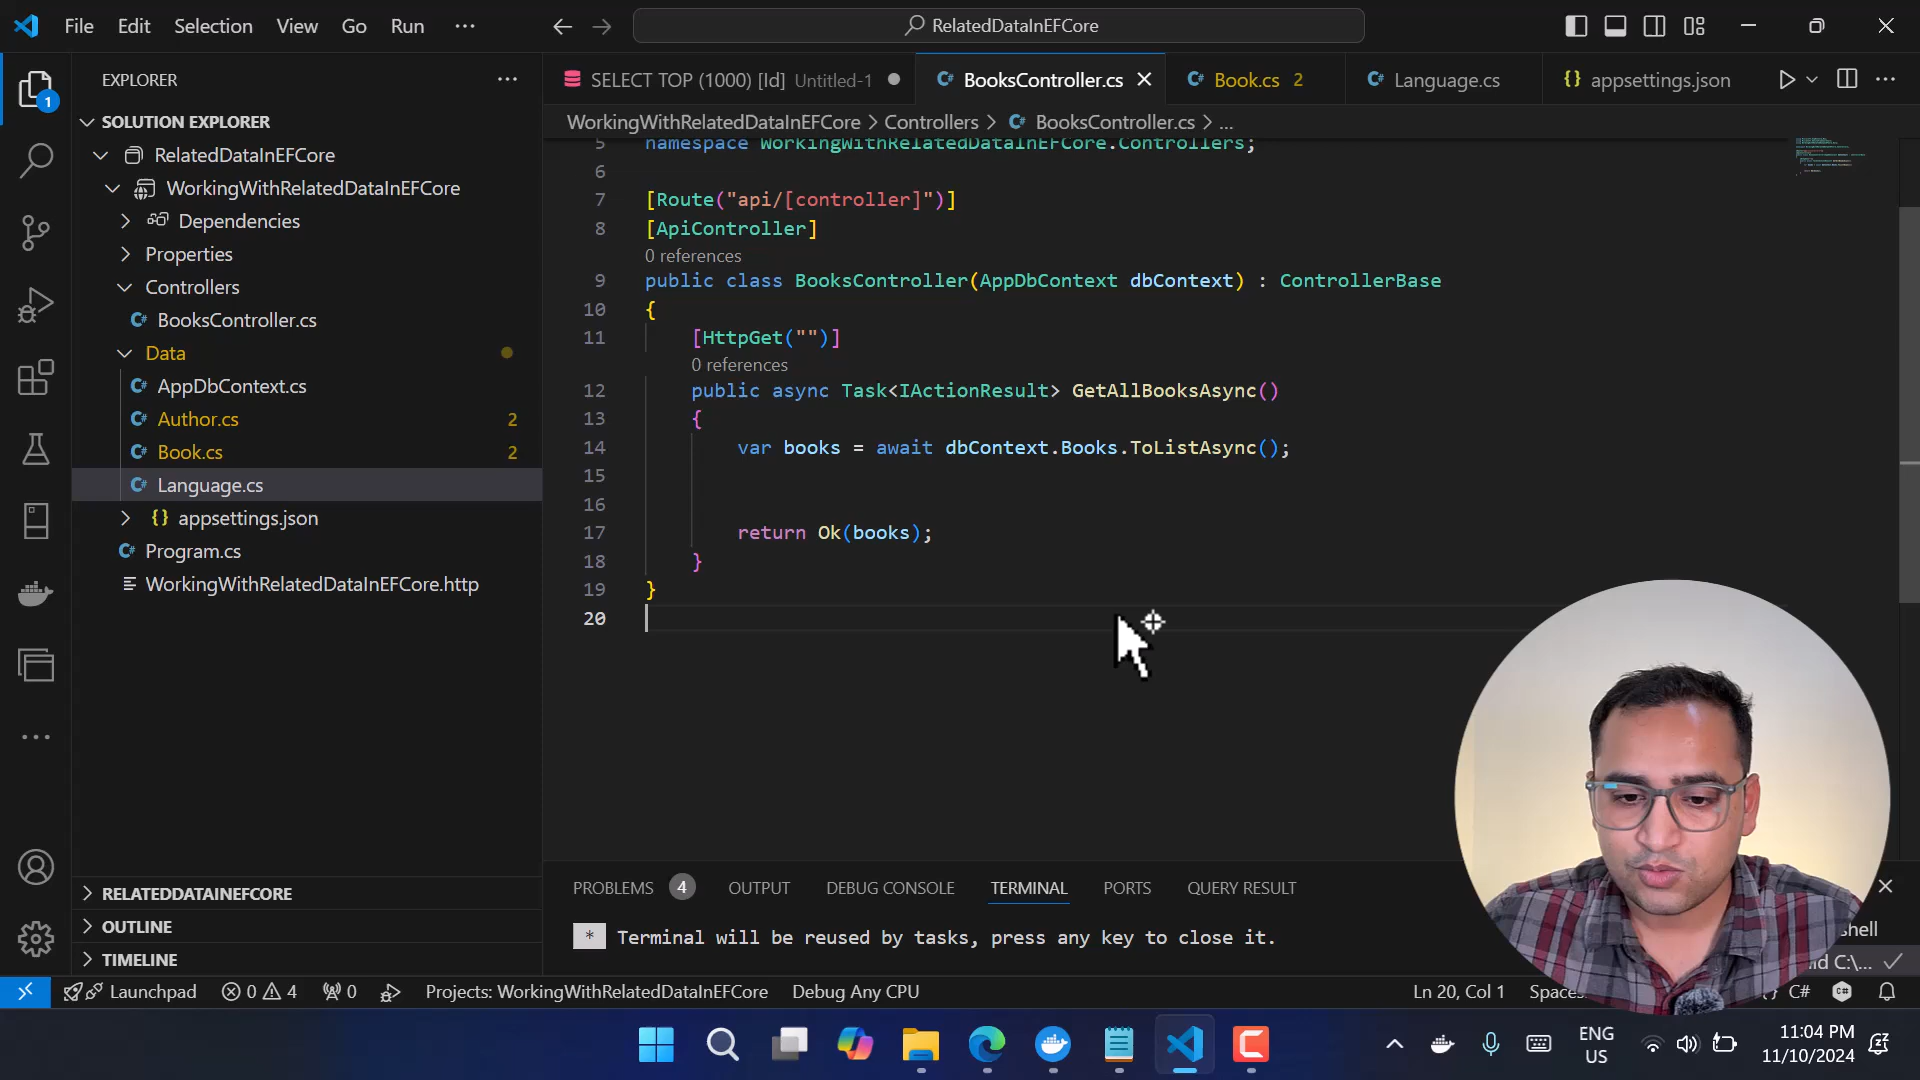 File Edit Selection View Go Run ···
RelatedDataInEFCore
EXPLORER
SELECT TOP (1000) [Id] Untitled-1
BooksController.cs
Book.cs 2
Language.cs
appsettings.json
1
SOLUTION EXPLORER
RelatedDataInEFCore
WorkingWithRelatedDataInEFCore
Dependencies
Properties
Controllers
BooksController.cs
Data
AppDbContext.cs
Author.cs 2
Book.cs 2
Language.cs
appsettings.json
Program.cs
WorkingWithRelatedDataInEFCore.http
RELATEDDATAINEFCORE
OUTLINE
TIMELINE
WorkingWithRelatedDataInEFCore > Controllers > BooksController.cs > ...
5 namespace WorkingWithRelatedDataInEFCore.Controllers;
6
7 [Route("api/[controller]")]
8 [ApiController]
0 references
9 public class BooksController(AppDbContext dbContext) : ControllerBase
10 {
11 [HttpGet("")]
0 references
12 public async Task<IActionResult> GetAllBooksAsync()
13 {
14 var books = await dbContext.Books.ToListAsync();
15
16
17 return Ok(books);
18 }
19 }
20
PROBLEMS 4 OUTPUT DEBUG CONSOLE TERMINAL PORTS QUERY RESULT
* Terminal will be reused by tasks, press any key to close it.
Launchpad 0 4 0 Projects: WorkingWithRelatedDataInEFCore Debug Any CPU Ln 20, Col 1 C#
ENG
US
11:04 PM
11/10/2024